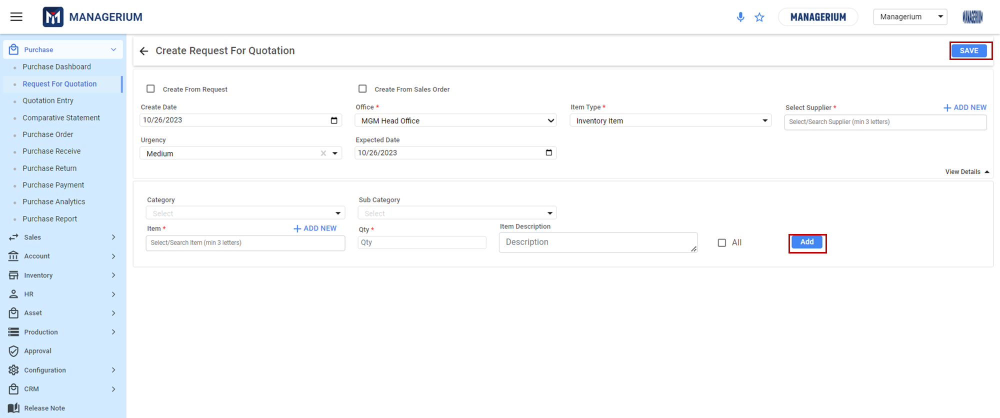 MANAGERIUM
MANAGERIUM
Managerium
MANAGERIUM
Purchase
Purchase Dashboard
Request For Quotation
Quotation Entry
Comparative Statement
Purchase Order
Purchase Receive
Purchase Return
Purchase Payment
Purchase Analytics
Purchase Report
Sales
Account
Inventory
HR
Asset
Production
Approval
Configuration
CRM
Release Note
Create Request For Quotation
SAVE
Create From Request
Create From Sales Order
Create Date
10/26/2023
Office *
MGM Head Office
Item Type *
Inventory Item
Select Supplier *
ADD NEW
Select/Search Supplier (min 3 letters)
Urgency
Medium
Expected Date
10/26/2023
View Details
Category
Select
Sub Category
Select
Item *
ADD NEW
Select/Search Item (min 3 letters)
Qty *
Qty
Item Description
Description
All
Add